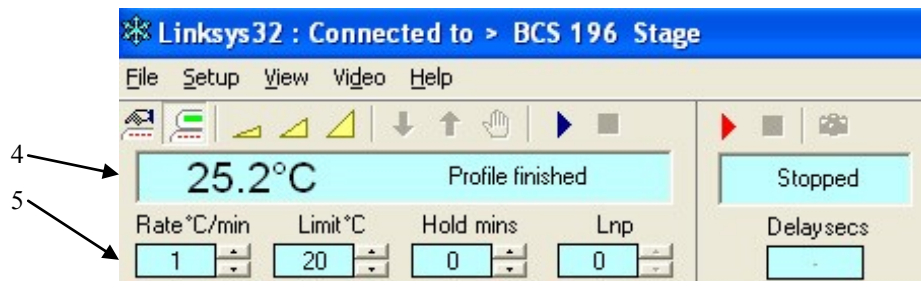 Linksys32 : Connected to > BCS 196 Stage
File Setup View Video Help
4
25.2°C Profile finished Stopped
5
Rate°C/min Limit°C Hold mins Lnp Delaysecs
1 20 0 0 -